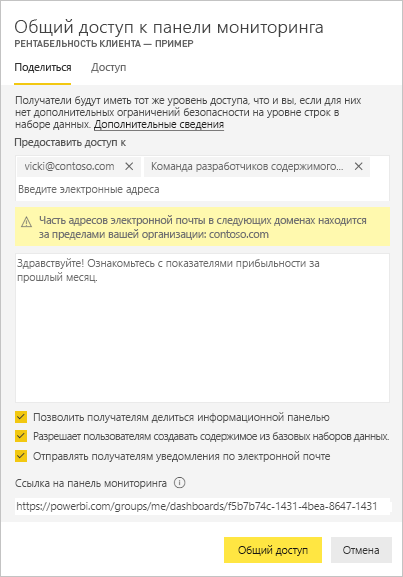 Общий доступ к панели мониторинга
РЕНТАБЕЛЬНОСТЬ КЛИЕНТА — ПРИМЕР
Поделиться Доступ
Получатели будут иметь тот же уровень доступа, что и вы, если для них
нет дополнительных ограничений безопасности на уровне строк в
наборе данных. Дополнительные сведения
Предоставить доступ к
vicki@contoso.com Команда разработчиков содержимого...
Введите электронные адреса
Часть адресов электронной почты в следующих доменах находится
за пределами вашей организации: contoso.com
Здравствуйте! Ознакомьтесь с показателями прибыльности за
прошлый месяц.
Позволить получателям делиться информационной панелью
Разрешает пользователям создавать содержимое из базовых наборов данных.
Отправлять получателям уведомления по электронной почте
Ссылка на панель мониторинга
https://powerbi.com/groups/me/dashboards/f5b7b74c-1431-4bea-8647-1431
Общий доступ Отмена